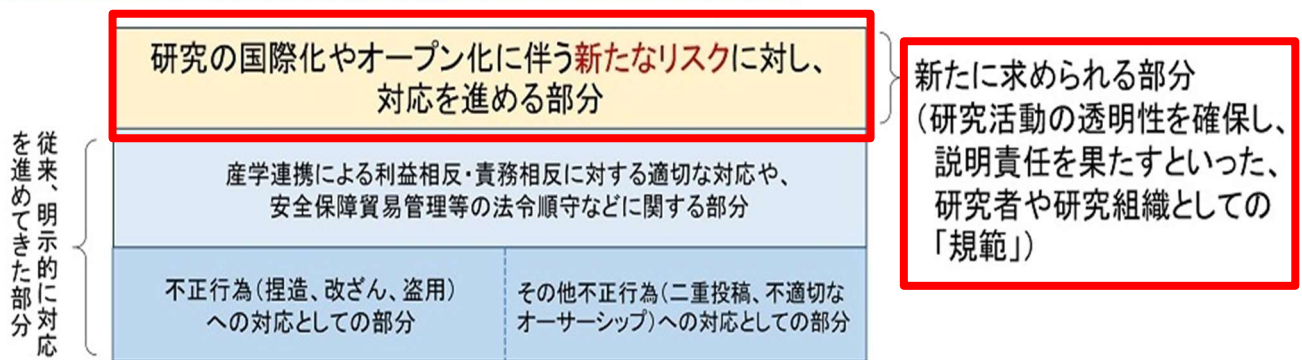 研究の国際化やオープン化に伴う新たなリスクに対し、
対応を進める部分
新たに求められる部分
(研究活動の透明性を確保し、
説明責任を果たすといった、
研究者や研究組織としての
「規範」)
従来、明示的に対応
を進めてきた部分
産学連携による利益相反・責務相反に対する適切な対応や、
安全保障貿易管理等の法令順守などに関する部分
不正行為(捏造、改ざん、盗用)
への対応としての部分
その他不正行為(二重投稿、不適切な
オーサーシップ)への対応としての部分